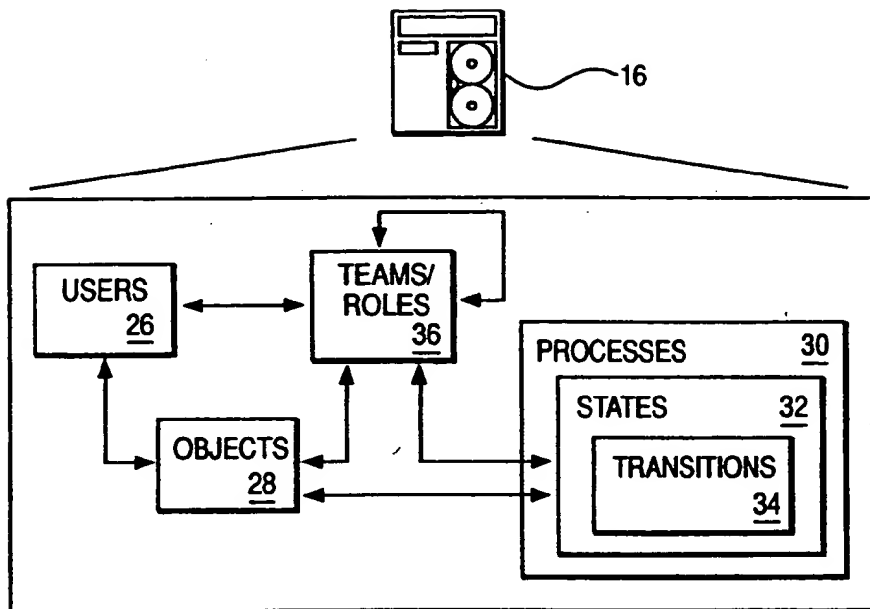 16
USERS
26
TEAMS/
ROLES
36
OBJECTS
28
PROCESSES 30
STATES 32
TRANSITIONS
34